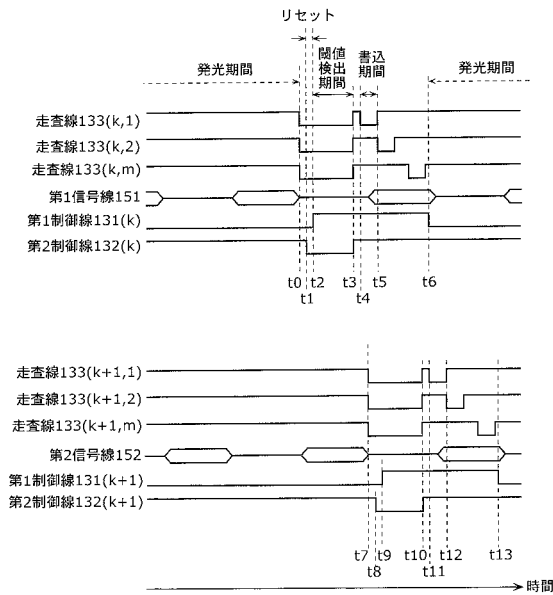 リセット
閾値
検出
期間
書込
期間
発光期間
発光期間
走査線133(k,1)
走査線133(k,2)
走査線133(k,m)
第1信号線151
第1制御線131(k)
第2制御線132(k)
t0
t1
t2
t3
t4
t5
t6
走査線133(k+1,1)
走査線133(k+1,2)
走査線133(k+1,m)
第2信号線152
第1制御線131(k+1)
第2制御線132(k+1)
t7
t8
t9
t10
t11
t12
t13
時間